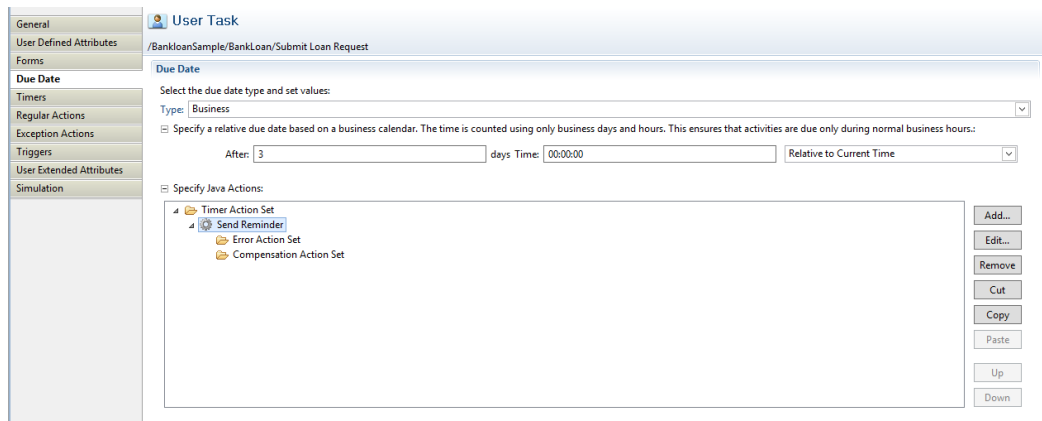 General
User Defined Attributes
Forms
Due Date
Timers
Regular Actions
Exception Actions
Triggers
User Extended Attributes
Simulation
User Task
/BankloanSample/BankLoan/Submit Loan Request
Due Date
Select the due date type and set values:
Type: Business
Specify a relative due date based on a business calendar. The time is counted using only business days and hours. This ensures that activities are due only during normal business hours.:
After: 3 days Time: 00:00:00 Relative to Current Time
Specify Java Actions:
Timer Action Set
Send Reminder
Error Action Set
Compensation Action Set
Add...
Edit...
Remove
Cut
Copy
Paste
Up
Down